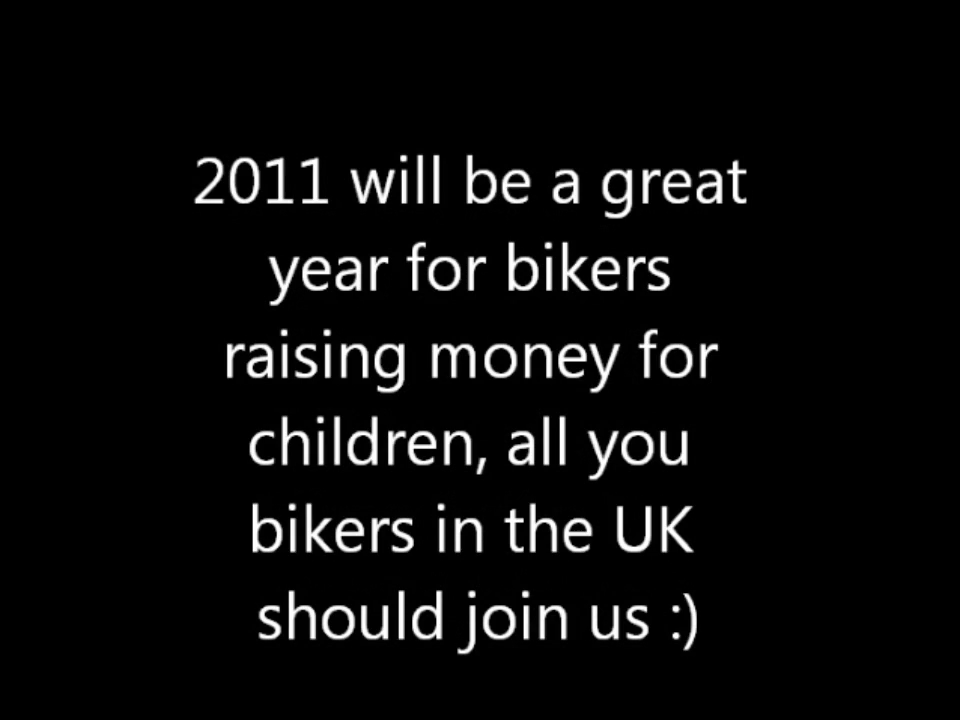 2011 will be a great
year for bikers
raising money for
children, all you
bikers in the UK
should join us :)